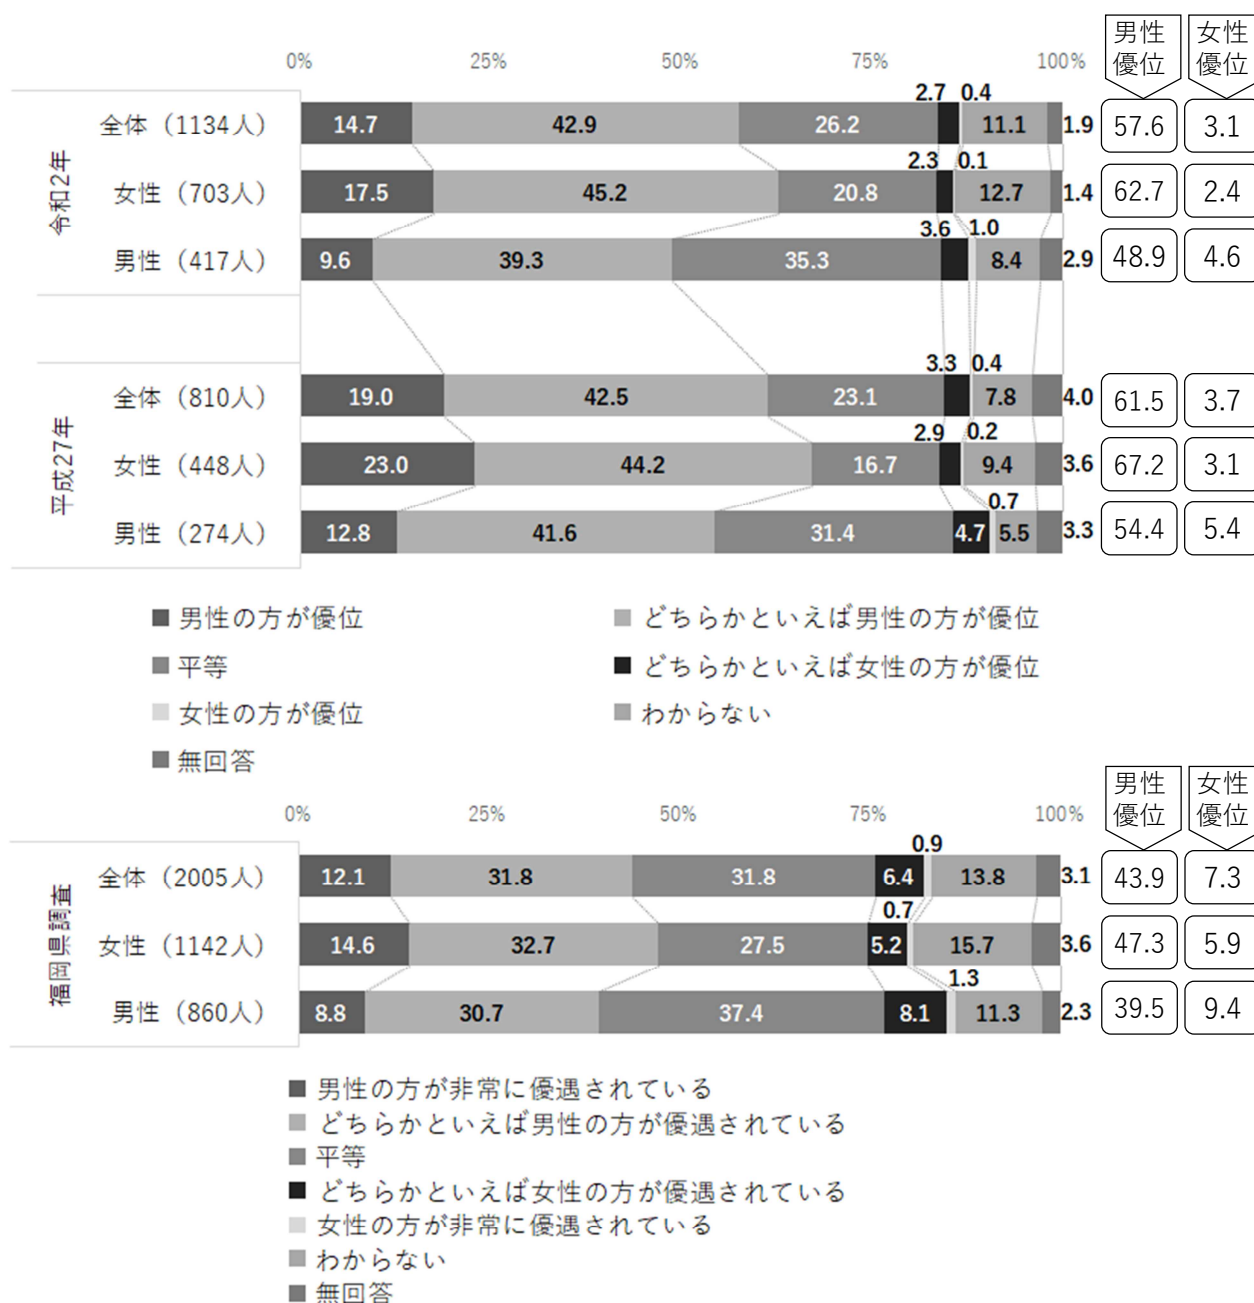 男性 女性
優位 優位
0% 25% 50% 75% 100%
令和2年
2.7 0.4
全体（1134人） 14.7 42.9 26.2 11.1 1.9 57.6 3.1
2.3 0.1
女性（703人） 17.5 45.2 20.8 12.7 1.4 62.7 2.4
3.6 1.0
男性（417人） 9.6 39.3 35.3 8.4 2.9 48.9 4.6
平成27年
3.3 0.4
全体（810人） 19.0 42.5 23.1 7.8 4.0 61.5 3.7
2.9 0.2
女性（448人） 23.0 44.2 16.7 9.4 3.6 67.2 3.1
0.7
男性（274人） 12.8 41.6 31.4 4.7 5.5 3.3 54.4 5.4
男性の方が優位 どちらかといえば男性の方が優位
平等 どちらかといえば女性の方が優位
女性の方が優位 わからない
無回答
男性 女性
優位 優位
0% 25% 50% 75% 100%
福岡県調査
0.9
全体（2005人） 12.1 31.8 31.8 6.4 13.8 3.1 43.9 7.3
0.7
女性（1142人） 14.6 32.7 27.5 5.2 15.7 3.6 47.3 5.9
1.3
男性（860人） 8.8 30.7 37.4 8.1 11.3 2.3 39.5 9.4
男性の方が非常に優遇されている
どちらかといえば男性の方が優遇されている
平等
どちらかといえば女性の方が優遇されている
女性の方が非常に優遇されている
わからない
無回答